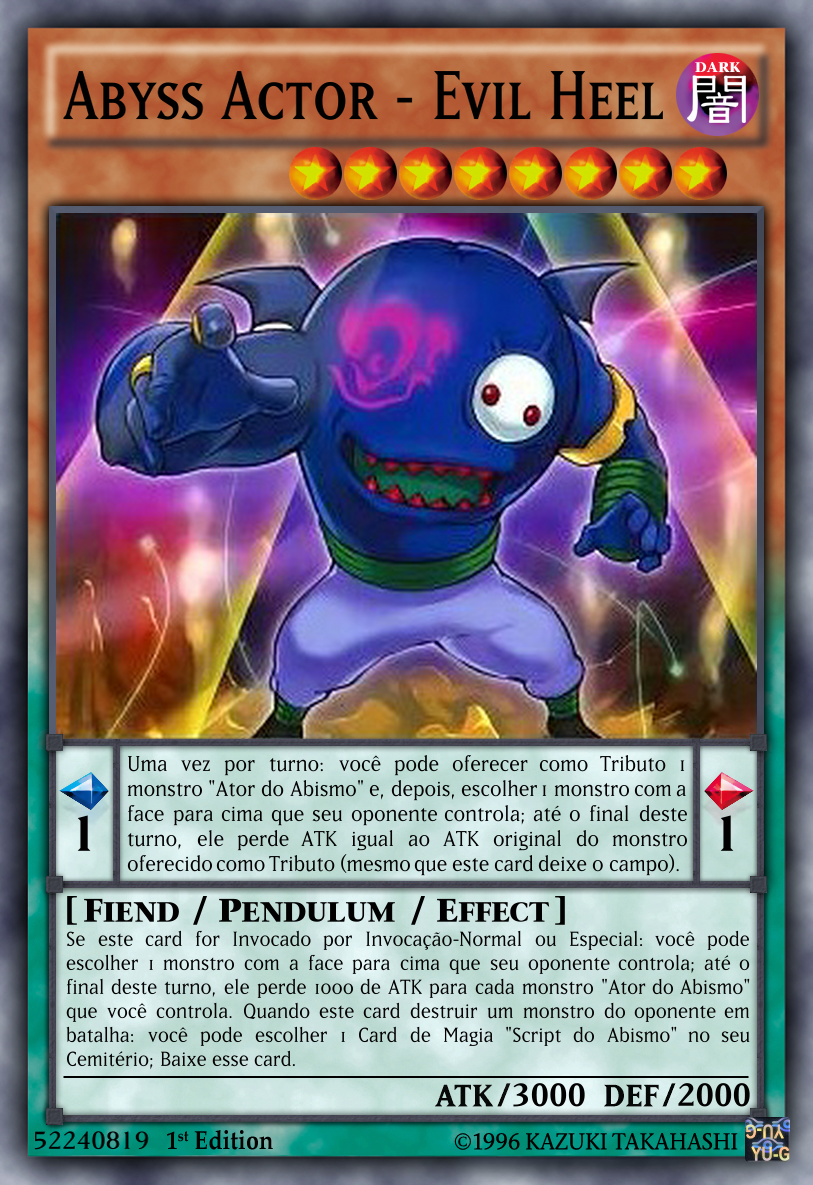 Abyss Actor - Evil Heel
DARK
闇
Uma vez por turno: você pode oferecer como Tributo 1
monstro "Ator do Abismo" e, depois, escolher 1 monstro com a
face para cima que seu oponente controla; até o final deste
turno, ele perde ATK igual ao ATK original do monstro
oferecido como Tributo (mesmo que este card deixe o campo).
1
1
[ Fiend / Pendulum / Effect ]
Se este card for Invocado por Invocação-Normal ou Especial: você pode
escolher 1 monstro com a face para cima que seu oponente controla; até o
final deste turno, ele perde 1000 de ATK para cada monstro "Ator do Abismo"
que você controla. Quando este card destruir um monstro do oponente em
batalha: você pode escolher 1 Card de Magia "Script do Abismo" no seu
Cemitério; Baixe esse card.
ATK/3000 DEF/2000
52240819 1st Edition
©1996 KAZUKI TAKAHASHI
YU-G
YU-G